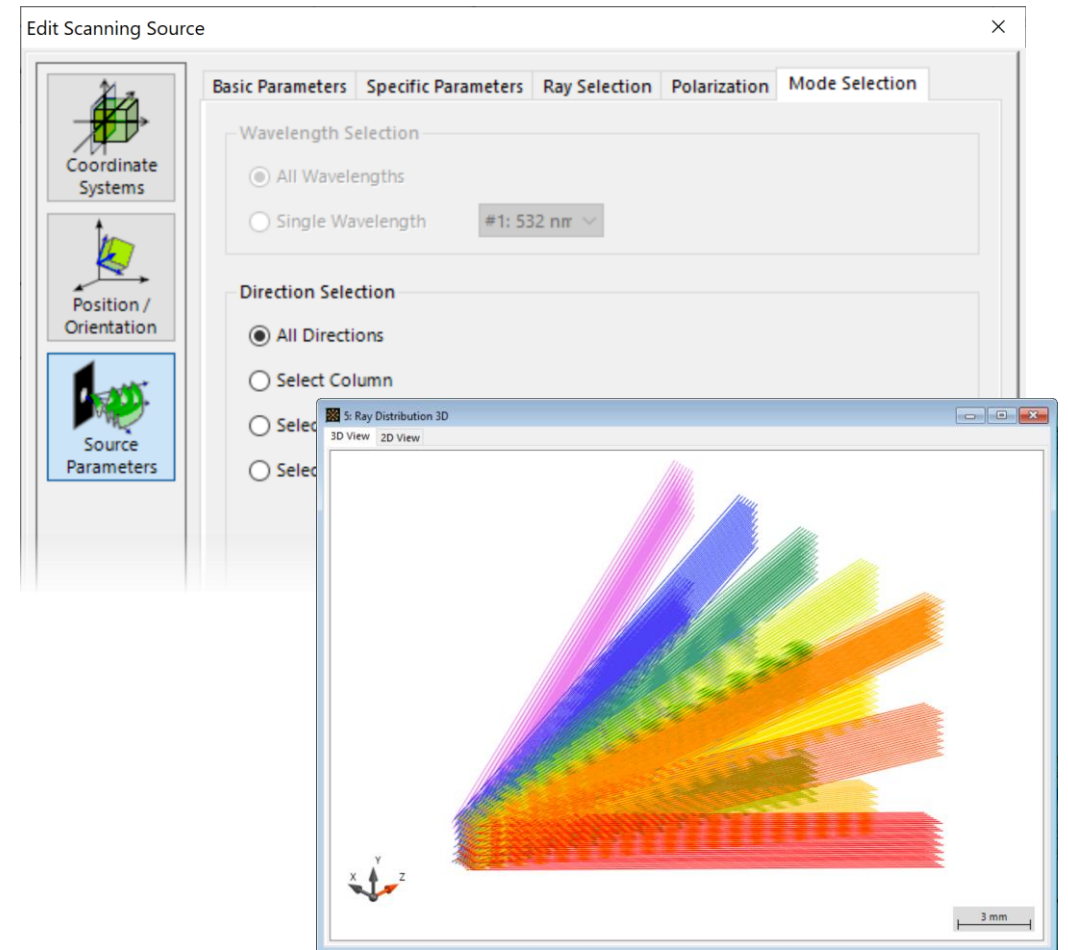 Edit Scanning Source
Coordinate
Systems
Position /
Orientation
Source
Parameters
Basic Parameters
Specific Parameters
Ray Selection
Polarization
Mode Selection
Wavelength Selection
All Wavelengths
Single Wavelength
#1: 532 nm
Direction Selection
All Directions
Select Column
Selec
Selec
5: Ray Distribution 3D
3D View
2D View
Y
X
Z
3 mm